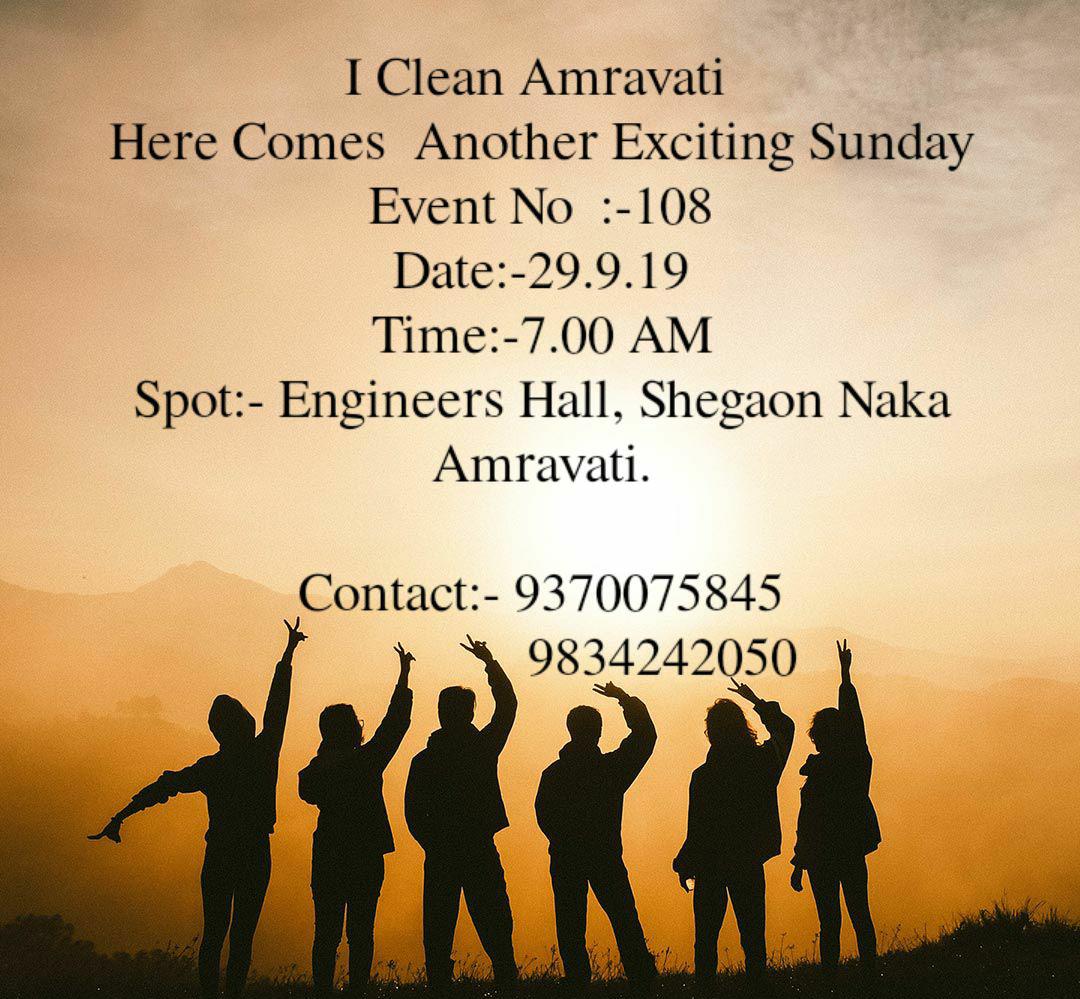 I Clean Amravati
Here Comes Another Exciting Sunday
Event No :-108
Date:-29.9.19
Time:-7.00 AM
Spot:- Engineers Hall, Shegaon Naka
Amravati.
Contact:- 9370075845
9834242050